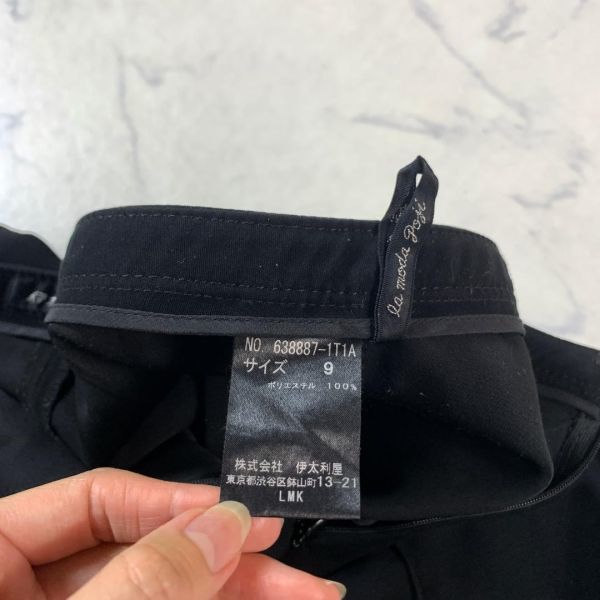 la moda Goji
NO. 638887-1T1A
サイズ 9
ポリエステル 100%
株式会社 伊太利屋
東京都渋谷区鉢山町13-21
LMK